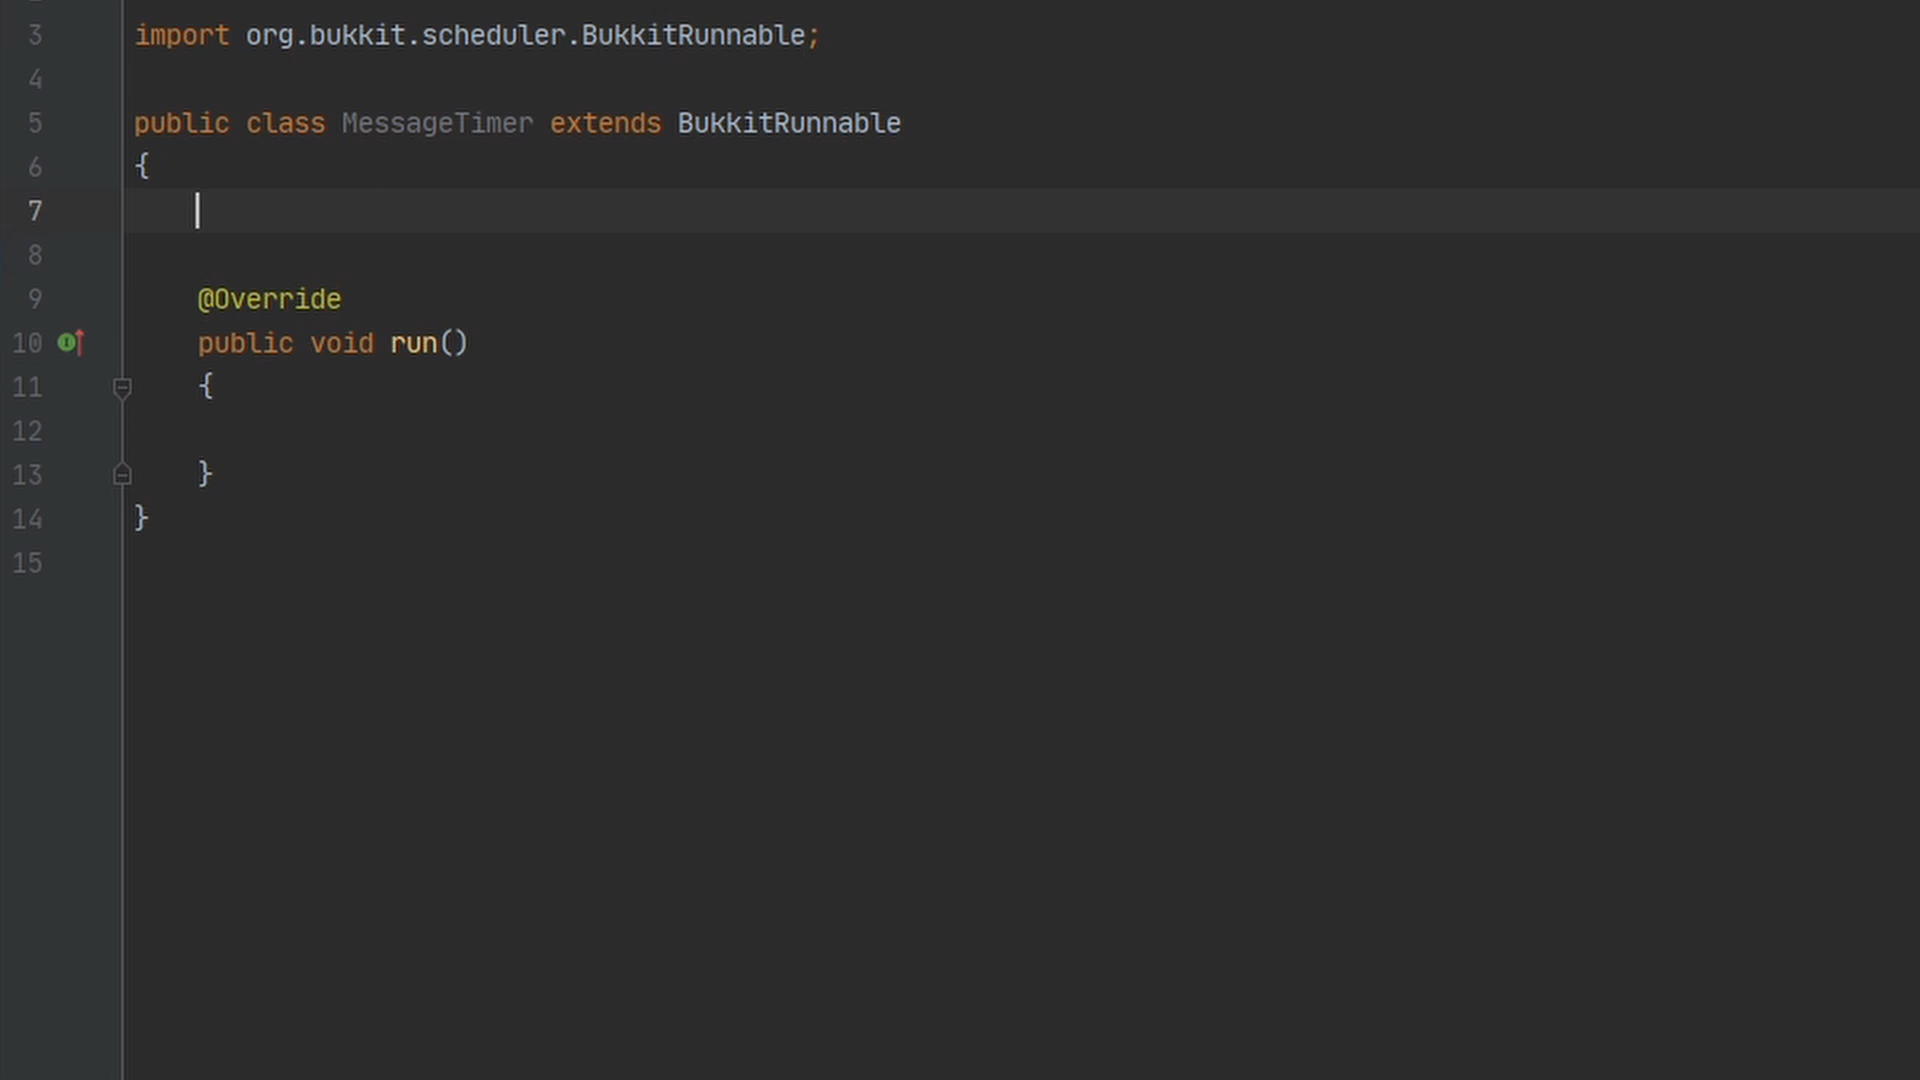 3 import org.bukkit.scheduler.BukkitRunnable;
4
5 public class MessageTimer extends BukkitRunnable
6 {
7
8
9 @Override
10 public void run()
11 {
12
13 }
14 }
15